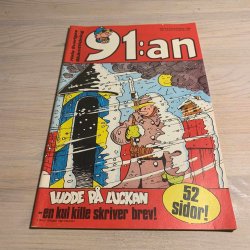 91:an
LUDDE PÅ LUCKAN
-en kul kille skriver brev!
52
sidor!